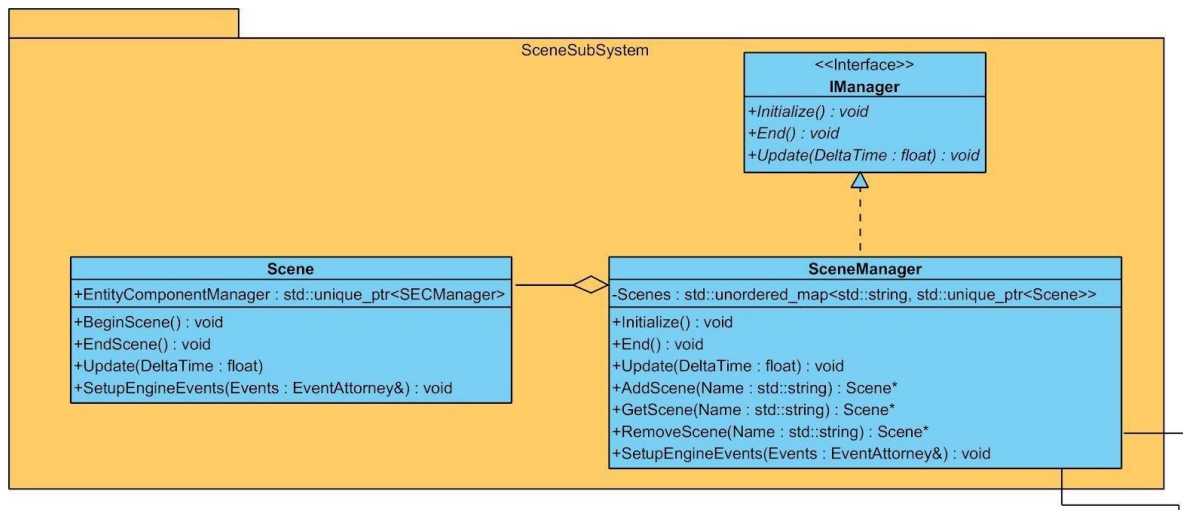 SceneSubSystem
<<Interface>>
IManager
+Initialize() : void
+End() : void
+Update(DeltaTime : float) : void
Scene
+EntityComponentManager : std::unique_ptr<SECManager>
+BeginScene() : void
+EndScene() : void
+Update(DeltaTime : float)
+SetupEngineEvents(Events : EventAttorney&) : void
SceneManager
-Scenes : std::unordered_map<std::string, std::unique_ptr<Scene>>
+Initialize() : void
+End() : void
+Update(DeltaTime : float) : void
+AddScene(Name : std::string) : Scene*
+GetScene(Name : std::string) : Scene*
+RemoveScene(Name : std::string) : Scene*
+SetupEngineEvents(Events : EventAttorney&) : void